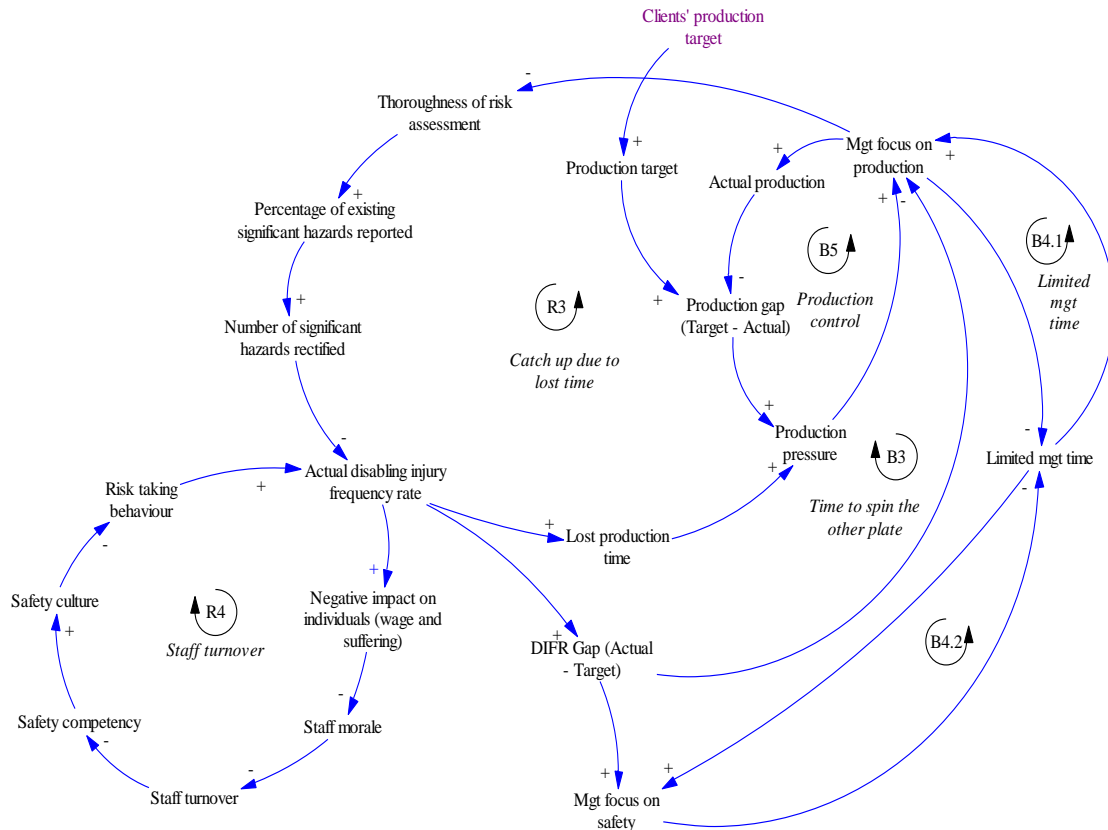 Clients' production
target
-
Thoroughness of risk
assessment
+
Production target
+
Actual production
Mgt focus on
production
+
+ -
+
Percentage of existing
significant hazards reported
B5
B4.1
-
Production gap
(Target - Actual)
+
Production
control
Limited
mgt
time
R3
Catch up due to
lost time
+
Number of significant
hazards rectified
+
Production
pressure
+
B3
Time to spin the
other plate
-
Limited mgt time
-
-
Actual disabling injury
frequency rate
Risk taking
behaviour
+
+
Lost production
time
-
Safety culture
R4
Staff turnover
+
Negative impact on
individuals (wage and
suffering)
+
DIFR Gap (Actual
- Target)
B4.2
+
Safety competency
-
Staff morale
-
-
Staff turnover
+
+
Mgt focus on
safety